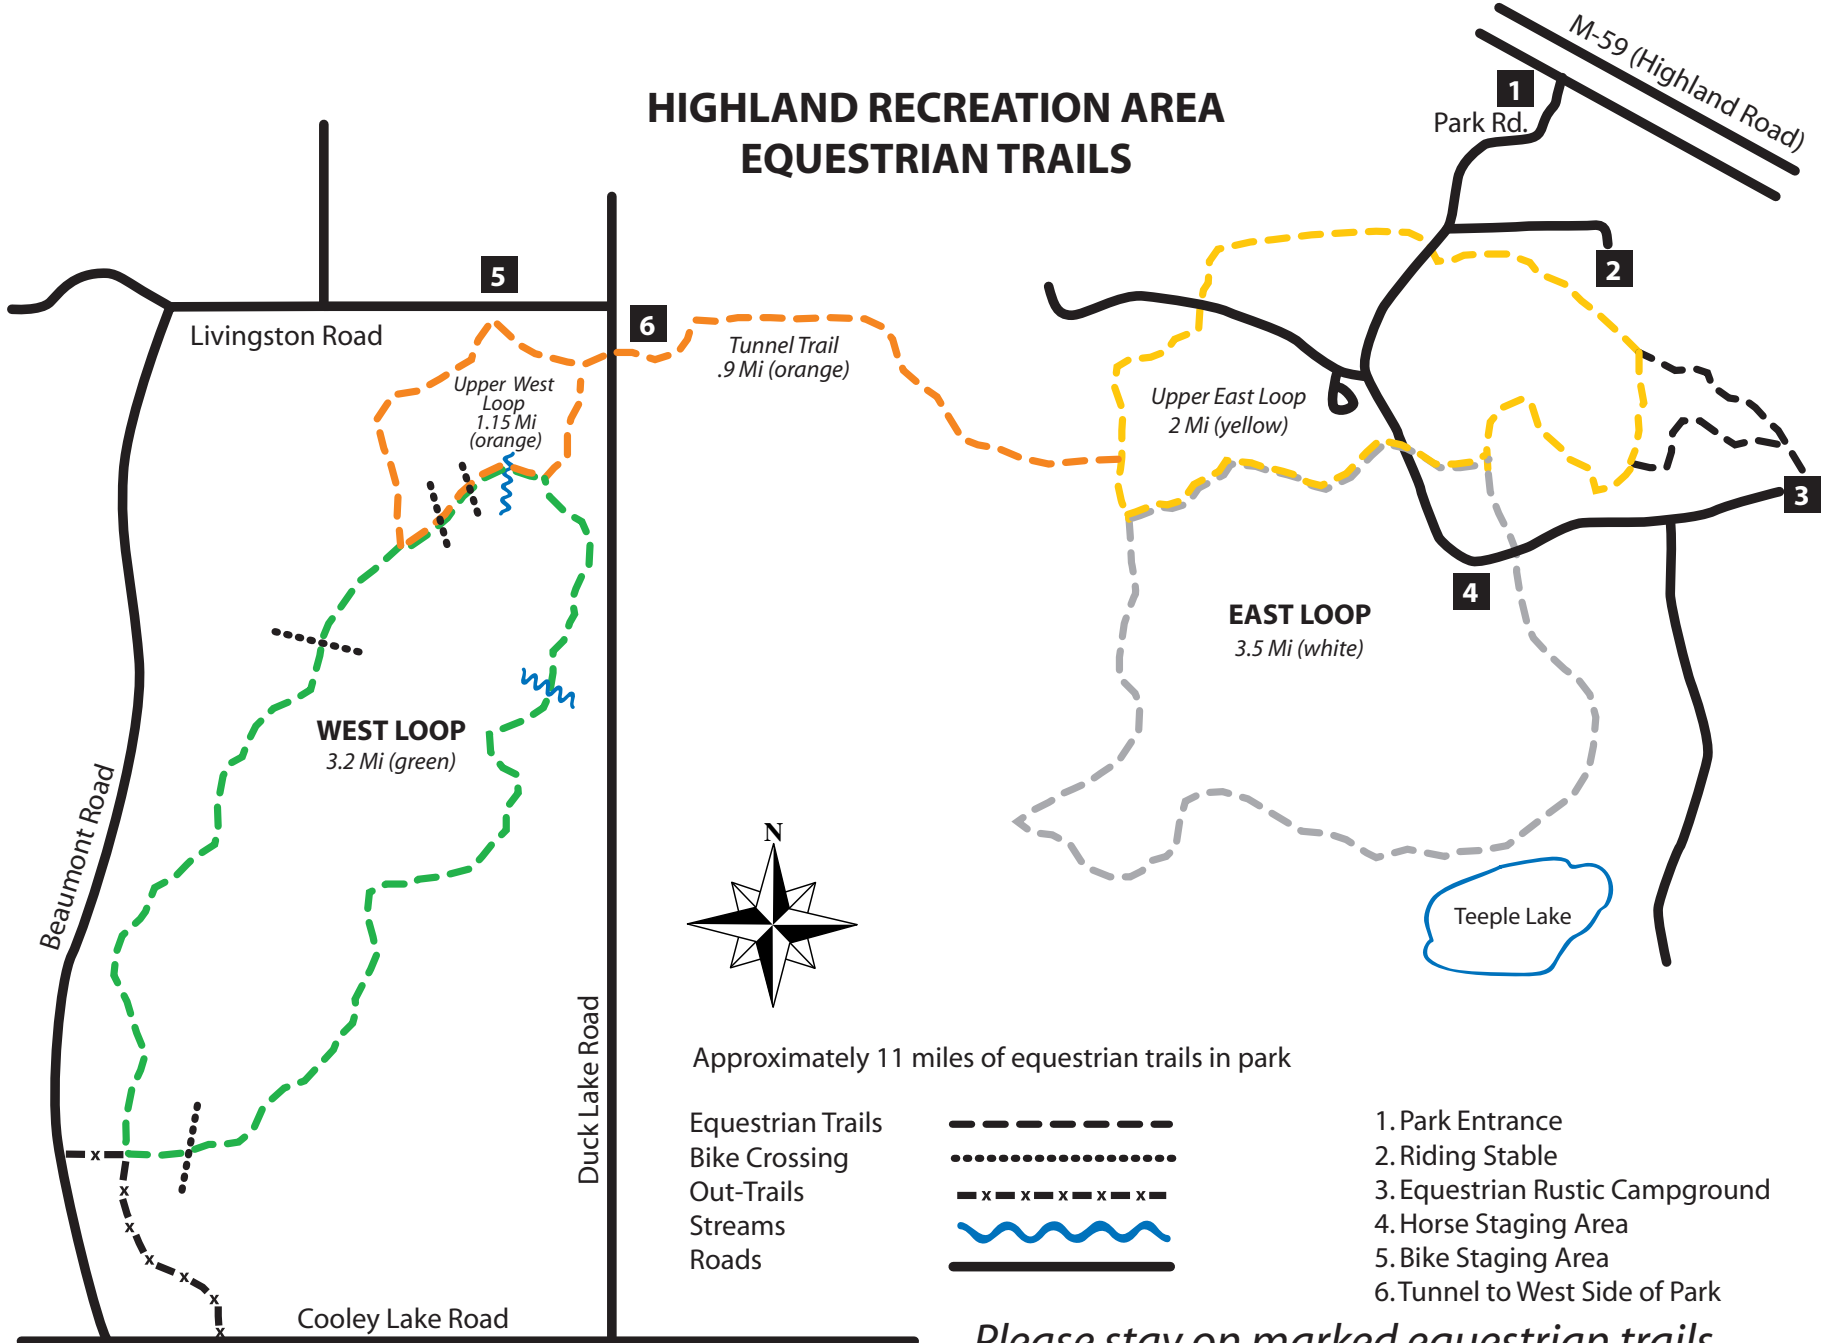 HIGHLAND RECREATION AREA
EQUESTRIAN TRAILS
M-59 (Highland Road)
1
Park Rd.
2
5
6
Livingston Road
Tunnel Trail
.9 Mi (orange)
Upper West
Loop
1.15 Mi
(orange)
Upper East Loop
2 Mi (yellow)
3
4
EAST LOOP
3.5 Mi (white)
WEST LOOP
3.2 Mi (green)
Beaumont Road
N
Teeple Lake
Duck Lake Road
Approximately 11 miles of equestrian trails in park
Equestrian Trails
Bike Crossing
Out-Trails
Streams
Roads
1. Park Entrance
2. Riding Stable
3. Equestrian Rustic Campground
4. Horse Staging Area
5. Bike Staging Area
6. Tunnel to West Side of Park
Cooley Lake Road
Please stay on marked equestrian trails